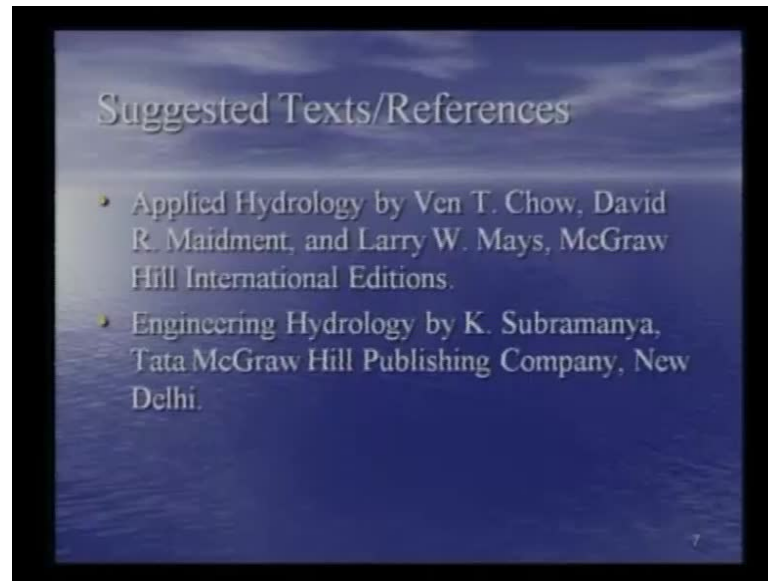 Suggested Texts/References
• Applied Hydrology by Ven T. Chow, David
R. Maidment, and Larry W. Mays, McGraw
Hill International Editions.
• Engineering Hydrology by K. Subramanya,
Tata McGraw Hill Publishing Company, New
Delhi.
7